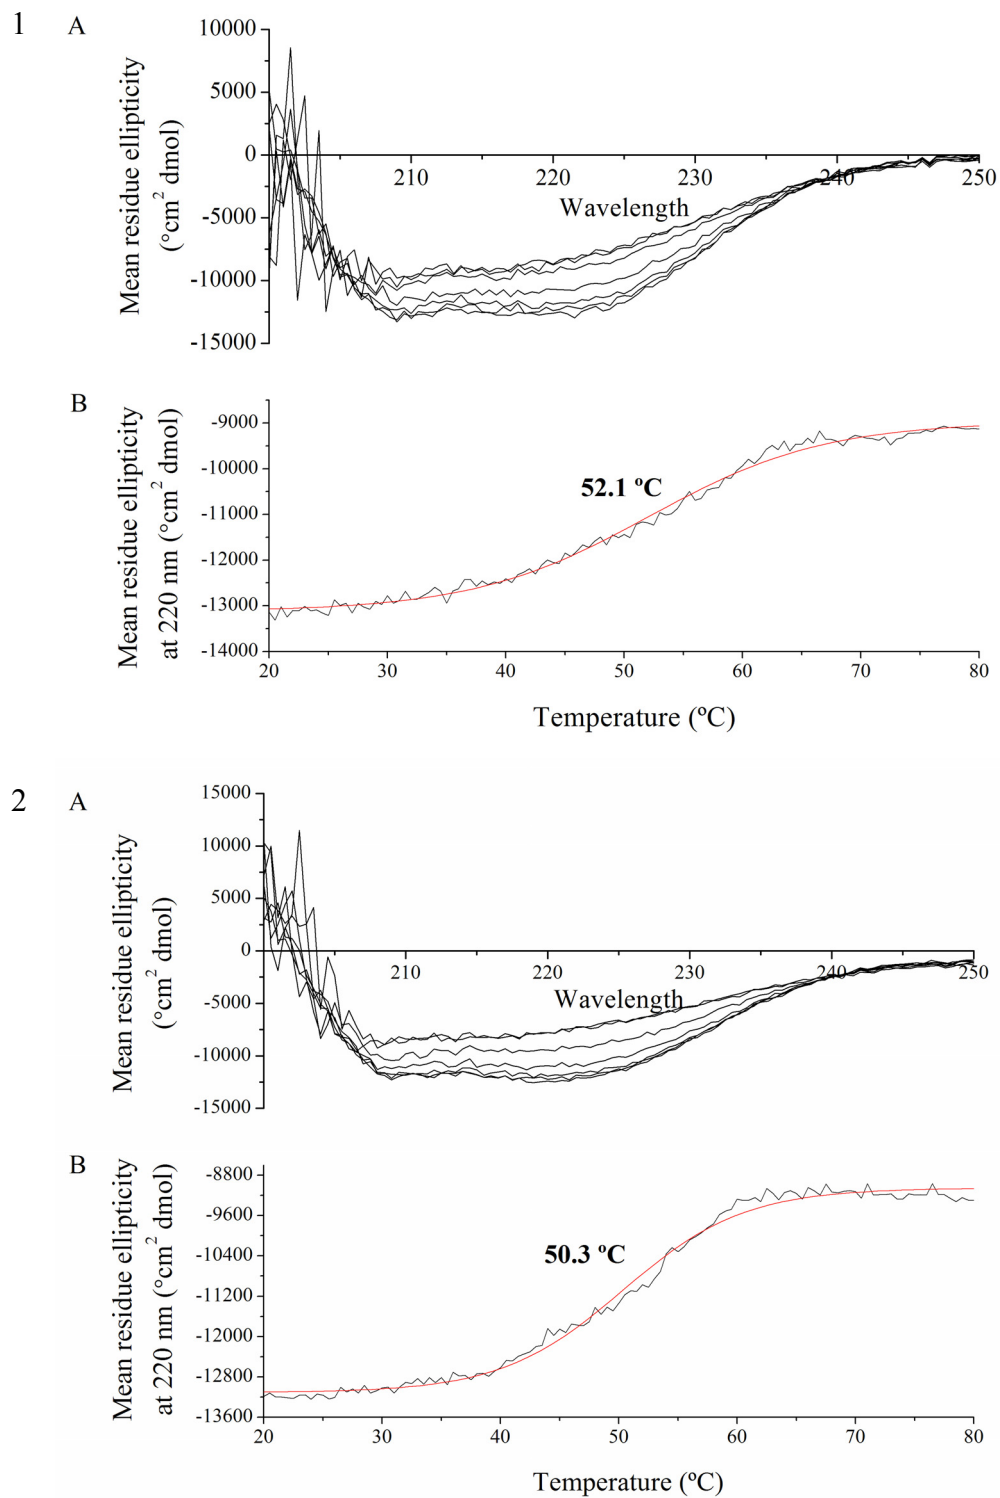 1
A
Mean residue ellipticity
(°cm² dmol)
10000
5000
0
-5000
-10000
-15000
210
220
230
240
250
Wavelength
B
Mean residue ellipticity
at 220 nm (°cm² dmol)
-9000
-10000
-11000
-12000
-13000
-14000
52.1 ºC
20
30
40
50
60
70
80
Temperature (ºC)
2
A
Mean residue ellipticity
(°cm² dmol)
15000
10000
5000
0
-5000
-10000
-15000
210
220
230
240
250
Wavelength
B
Mean residue ellipticity
at 220 nm (°cm² dmol)
-8800
-9600
-10400
-11200
-12000
-12800
-13600
50.3 ºC
20
30
40
50
60
70
80
Temperature (ºC)